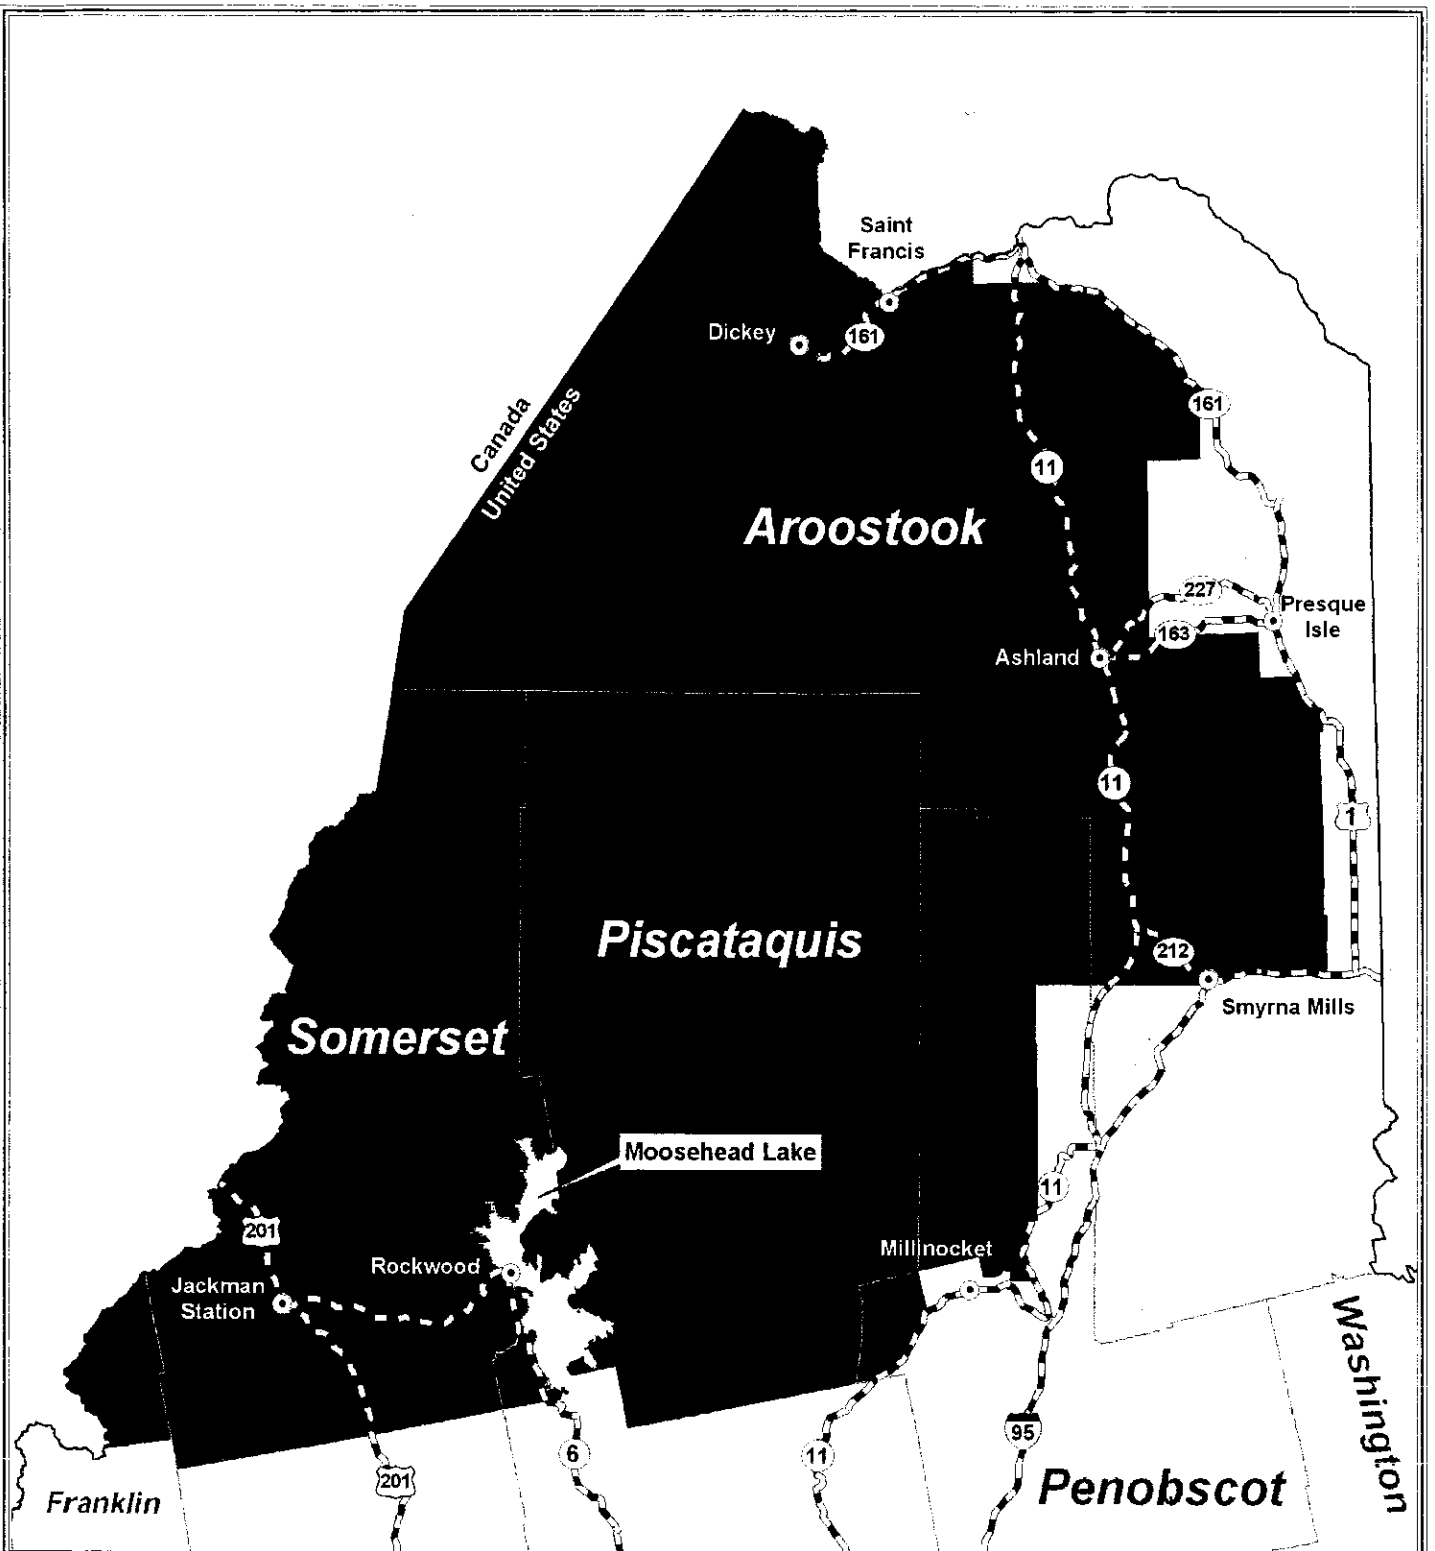 Saint
Francis
Dickey
161
161
Canada
United States
11
Aroostook
227
Presque
Isle
163
Ashland
11
1
Piscataquis
212
Smyrna Mills
Somerset
Moosehead Lake
11
201
Rockwood
Millinocket
Jackman
Station
Washington
95
6
11
201
Penobscot
Franklin